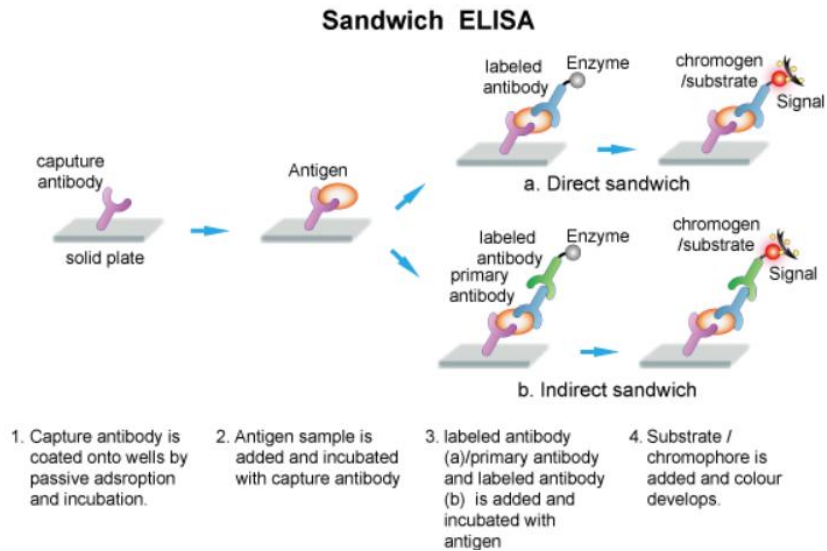 Sandwich ELISA
caputure
antibody
solid plate
Antigen
labeled
antibody
Enzyme
chromogen
/substrate
Signal
a. Direct sandwich
labeled
antibody
primary
antibody
Enzyme
chromogen
/substrate
Signal
b. Indirect sandwich
1. Capture antibody is
coated onto wells by
passive adsroption
and incubation.
2. Antigen sample is
added and incubated
with capture antibody
3. labeled antibody
(a)/primary antibody
and labeled antibody
(b) is added and
incubated with
antigen
4. Substrate /
chromophore is
added and colour
develops.